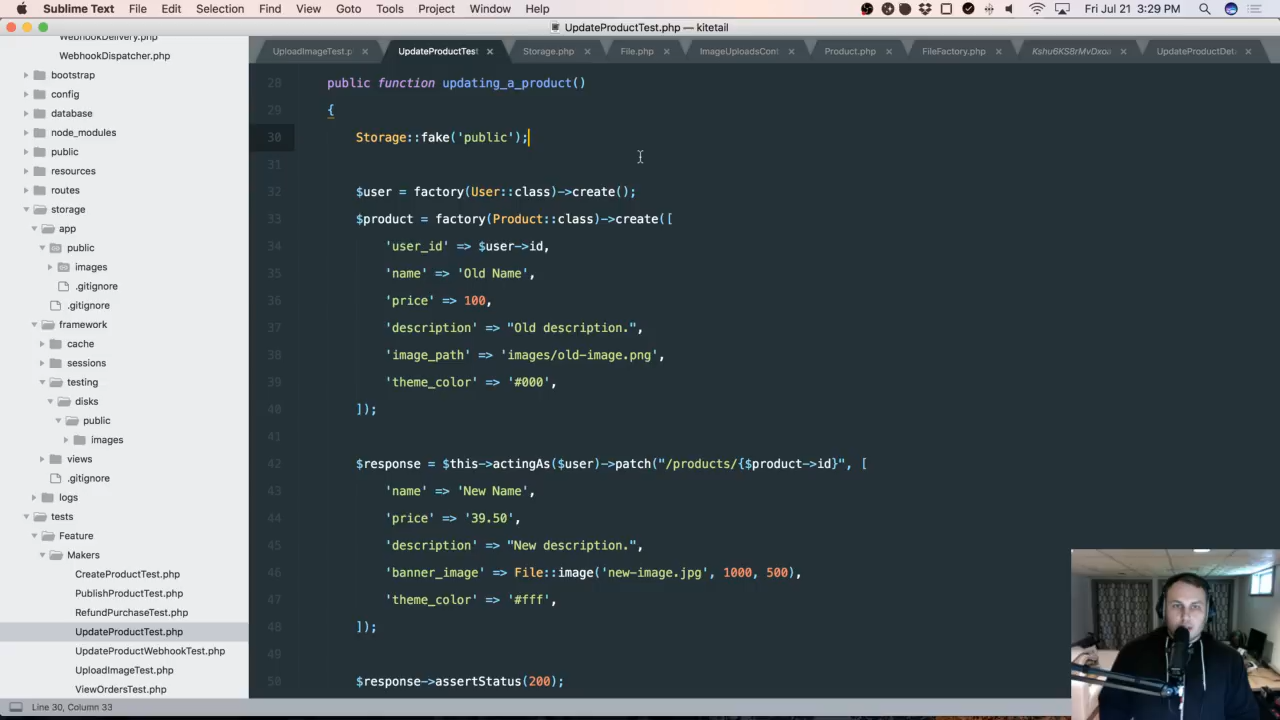 Sublime Text File Edit Selection Find View Goto Tools Project Window Help Fri Jul 21 3:29 PM
UpdateProductTest.php — kitetail
UploadImageTest.p UpdateProductTest Storage.php File.php ImageUploadsCont Product.php FileFactory.php UpdateProductDeta
WebhookDelivery.php
WebhookDispatcher.php
bootstrap
config
database
node_modules
public
resources
routes
storage
app
public
images
.gitignore
.gitignore
framework
cache
sessions
testing
disks
public
images
views
.gitignore
logs
tests
Feature
Makers
CreateProductTest.php
PublishProductTest.php
RefundPurchaseTest.php
UpdateProductTest.php
UpdateProductWebhookTest.php
UploadImageTest.php
ViewOrdersTest.php
28 public function updating_a_product()
29 {
30 Storage::fake('public');
31
32 $user = factory(User::class)->create();
33 $product = factory(Product::class)->create([
34 'user_id' => $user->id,
35 'name' => 'Old Name',
36 'price' => 100,
37 'description' => "Old description.",
38 'image_path' => 'images/old-image.png',
39 'theme_color' => '#000',
40 ]);
41
42 $response = $this->actingAs($user)->patch("/products/{$product->id}", [
43 'name' => 'New Name',
44 'price' => '39.50',
45 'description' => "New description.",
46 'banner_image' => File::image('new-image.jpg', 1000, 500),
47 'theme_color' => '#fff',
48 ]);
49
50 $response->assertStatus(200);
Line 30, Column 33